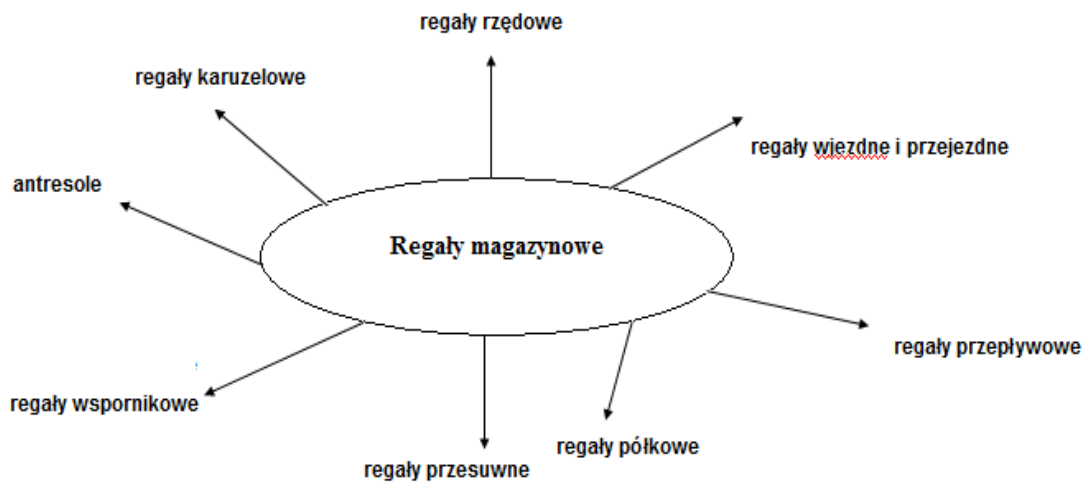 regały rzędowe
regały karuzelowe
regały wjezdne i przejezdne
antresole
Regały magazynowe
regały przepływowe
regały wspornikowe
regały półkowe
regały przesuwne